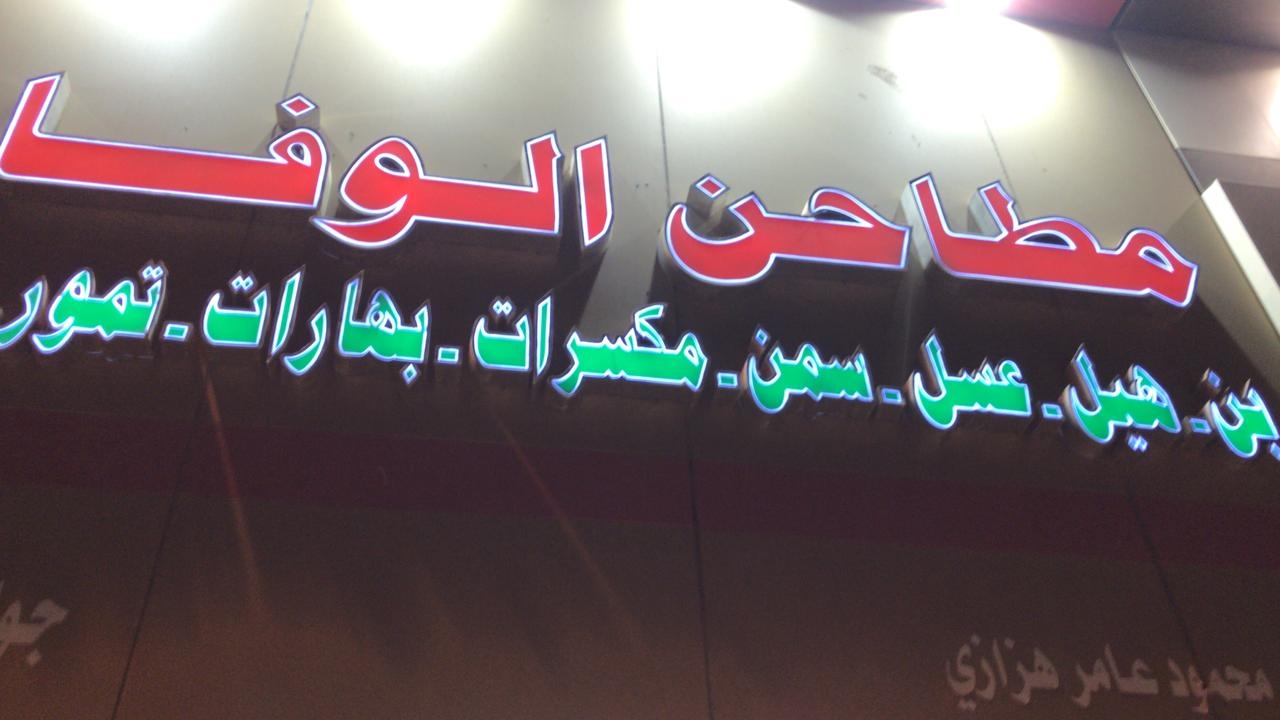 مطاحن الوفا
بن - هيل - عسل - سمن - مكسرات - بهارات - تمور
محمود عامر هزازي